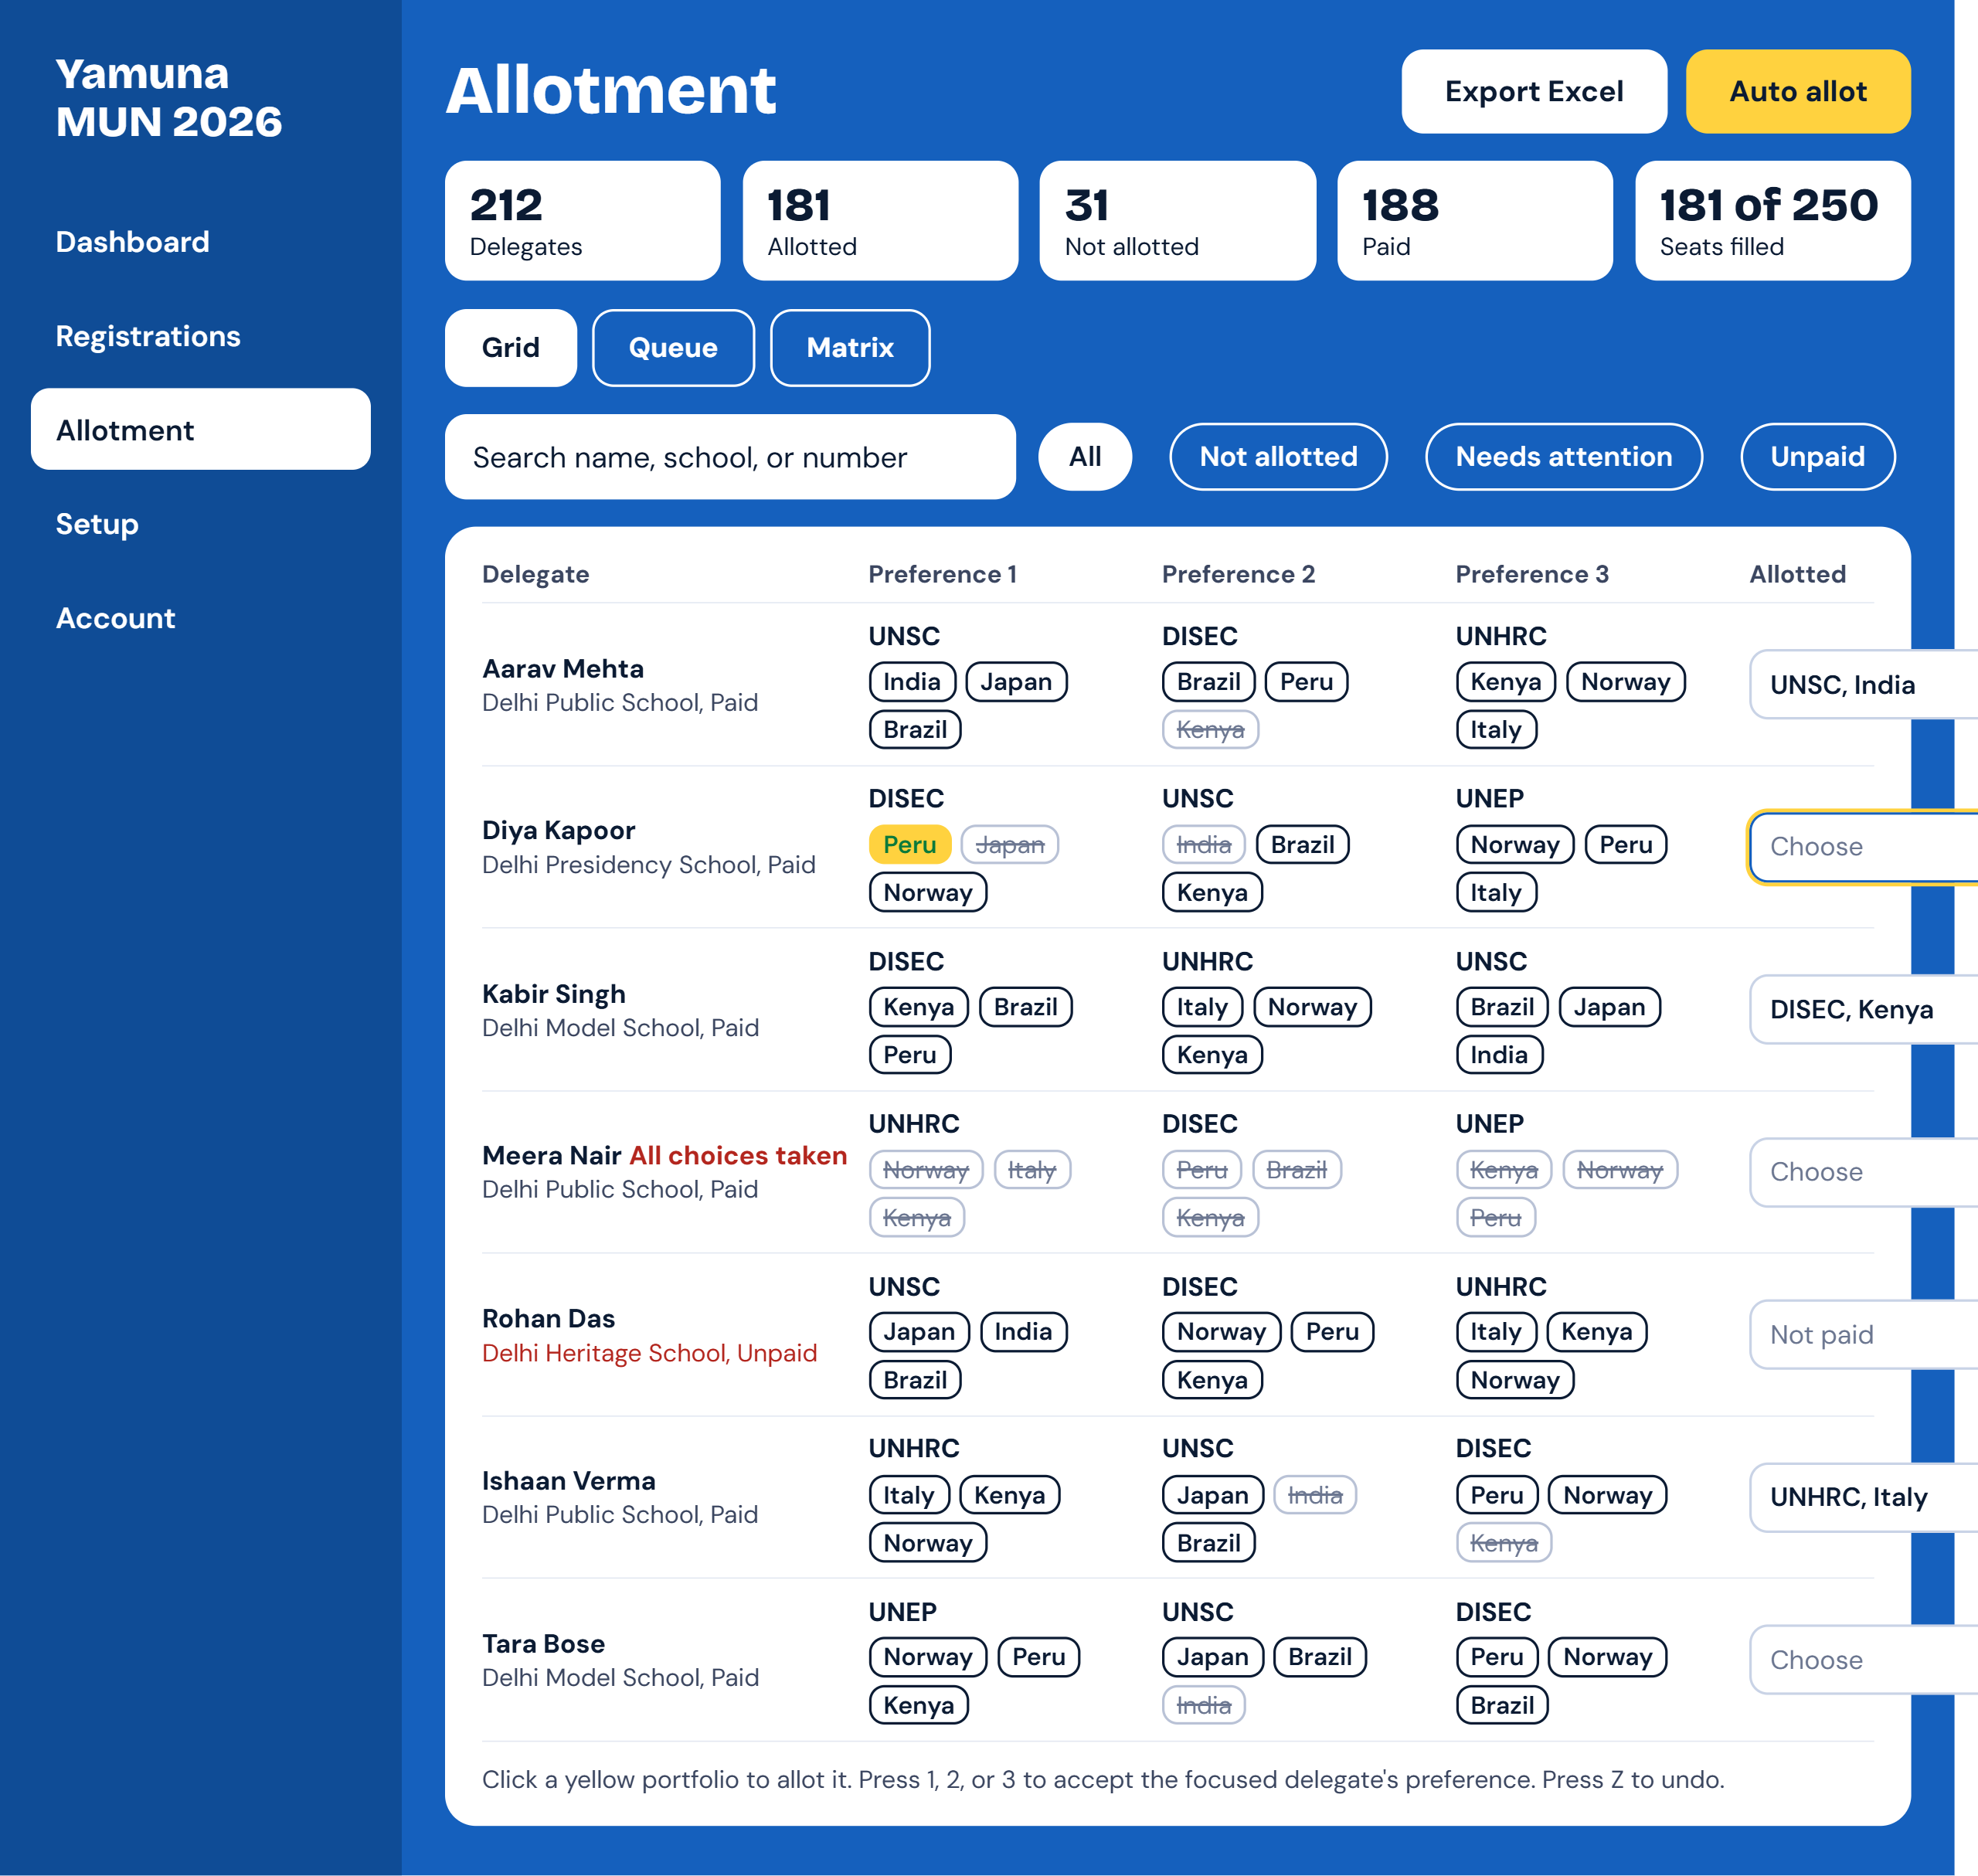 Yamuna
MUN 2026
Dashboard
Registrations
Allotment
Setup
Account
Allotment
Export Excel
Auto allot
212
Delegates
181
Allotted
31
Not allotted
188
Paid
181 of 250
Seats filled
Grid
Queue
Matrix
Search name, school, or number
All
Not allotted
Needs attention
Unpaid
Delegate
Preference 1
Preference 2
Preference 3
Allotted
Aarav Mehta
Delhi Public School, Paid
UNSC
India Japan
Brazil
DISEC
Brazil Peru
Kenya
UNHRC
Kenya Norway
Italy
UNSC, India
Diya Kapoor
Delhi Presidency School, Paid
DISEC
Peru Japan
Norway
UNSC
India Brazil
Kenya
UNEP
Norway Peru
Italy
Choose
Kabir Singh
Delhi Model School, Paid
DISEC
Kenya Brazil
Peru
UNHRC
Italy Norway
Kenya
UNSC
Brazil Japan
India
DISEC, Kenya
Meera Nair All choices taken
Delhi Public School, Paid
UNHRC
Norway Italy
Kenya
DISEC
Peru Brazil
Kenya
UNEP
Kenya Norway
Peru
Choose
Rohan Das
Delhi Heritage School, Unpaid
UNSC
Japan India
Brazil
DISEC
Norway Peru
Kenya
UNHRC
Italy Kenya
Norway
Not paid
Ishaan Verma
Delhi Public School, Paid
UNHRC
Italy Kenya
Norway
UNSC
Japan India
Brazil
DISEC
Peru Norway
Kenya
UNHRC, Italy
Tara Bose
Delhi Model School, Paid
UNEP
Norway Peru
Kenya
UNSC
Japan Brazil
India
DISEC
Peru Norway
Brazil
Choose
Click a yellow portfolio to allot it. Press 1, 2, or 3 to accept the focused delegate's preference. Press Z to undo.